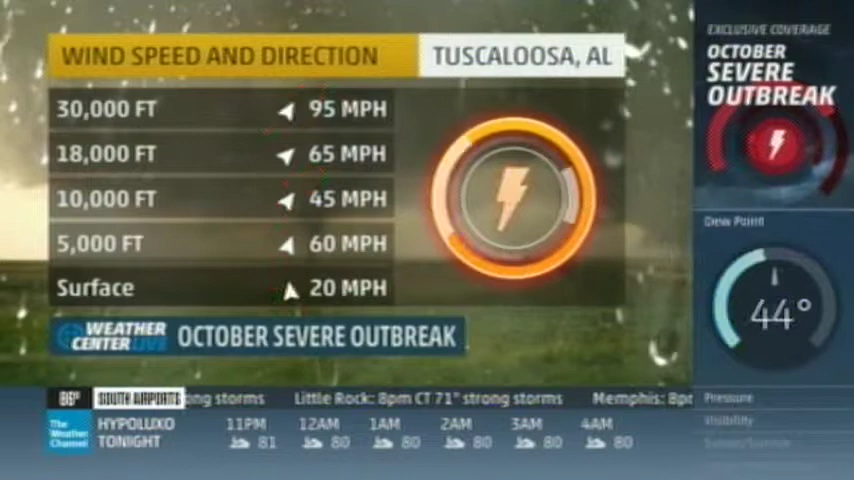 WIND SPEED AND DIRECTION
TUSCALOOSA, AL
30,000 FT 95 MPH
18,000 FT 65 MPH
10,000 FT 45 MPH
5,000 FT 60 MPH
Surface 20 MPH
WEATHER
CENTER LIVE
OCTOBER SEVERE OUTBREAK
EXCLUSIVE COVERAGE
OCTOBER
SEVERE
OUTBREAK
Dew Point
44°
Pressure
Visibility
86° SOUTH AIRPORTS ong storms Little Rock: 8pm CT 71° strong storms Memphis: 8pm
The
Weather
Channel
HYPOLUXO
TONIGHT
11PM 12AM 1AM 2AM 3AM 4AM
81 80 80 80 80 80